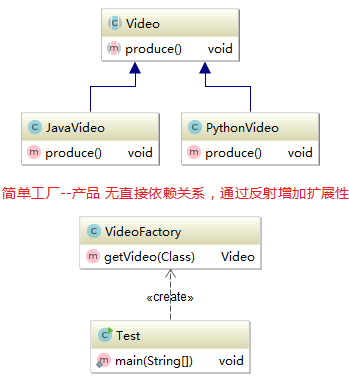 Video
produce() void
JavaVideo
produce() void
PythonVideo
produce() void
简单工厂--产品 无直接依赖关系，通过反射增加扩展性
VideoFactory
getVideo(Class) Video
«create»
Test
main(String[]) void